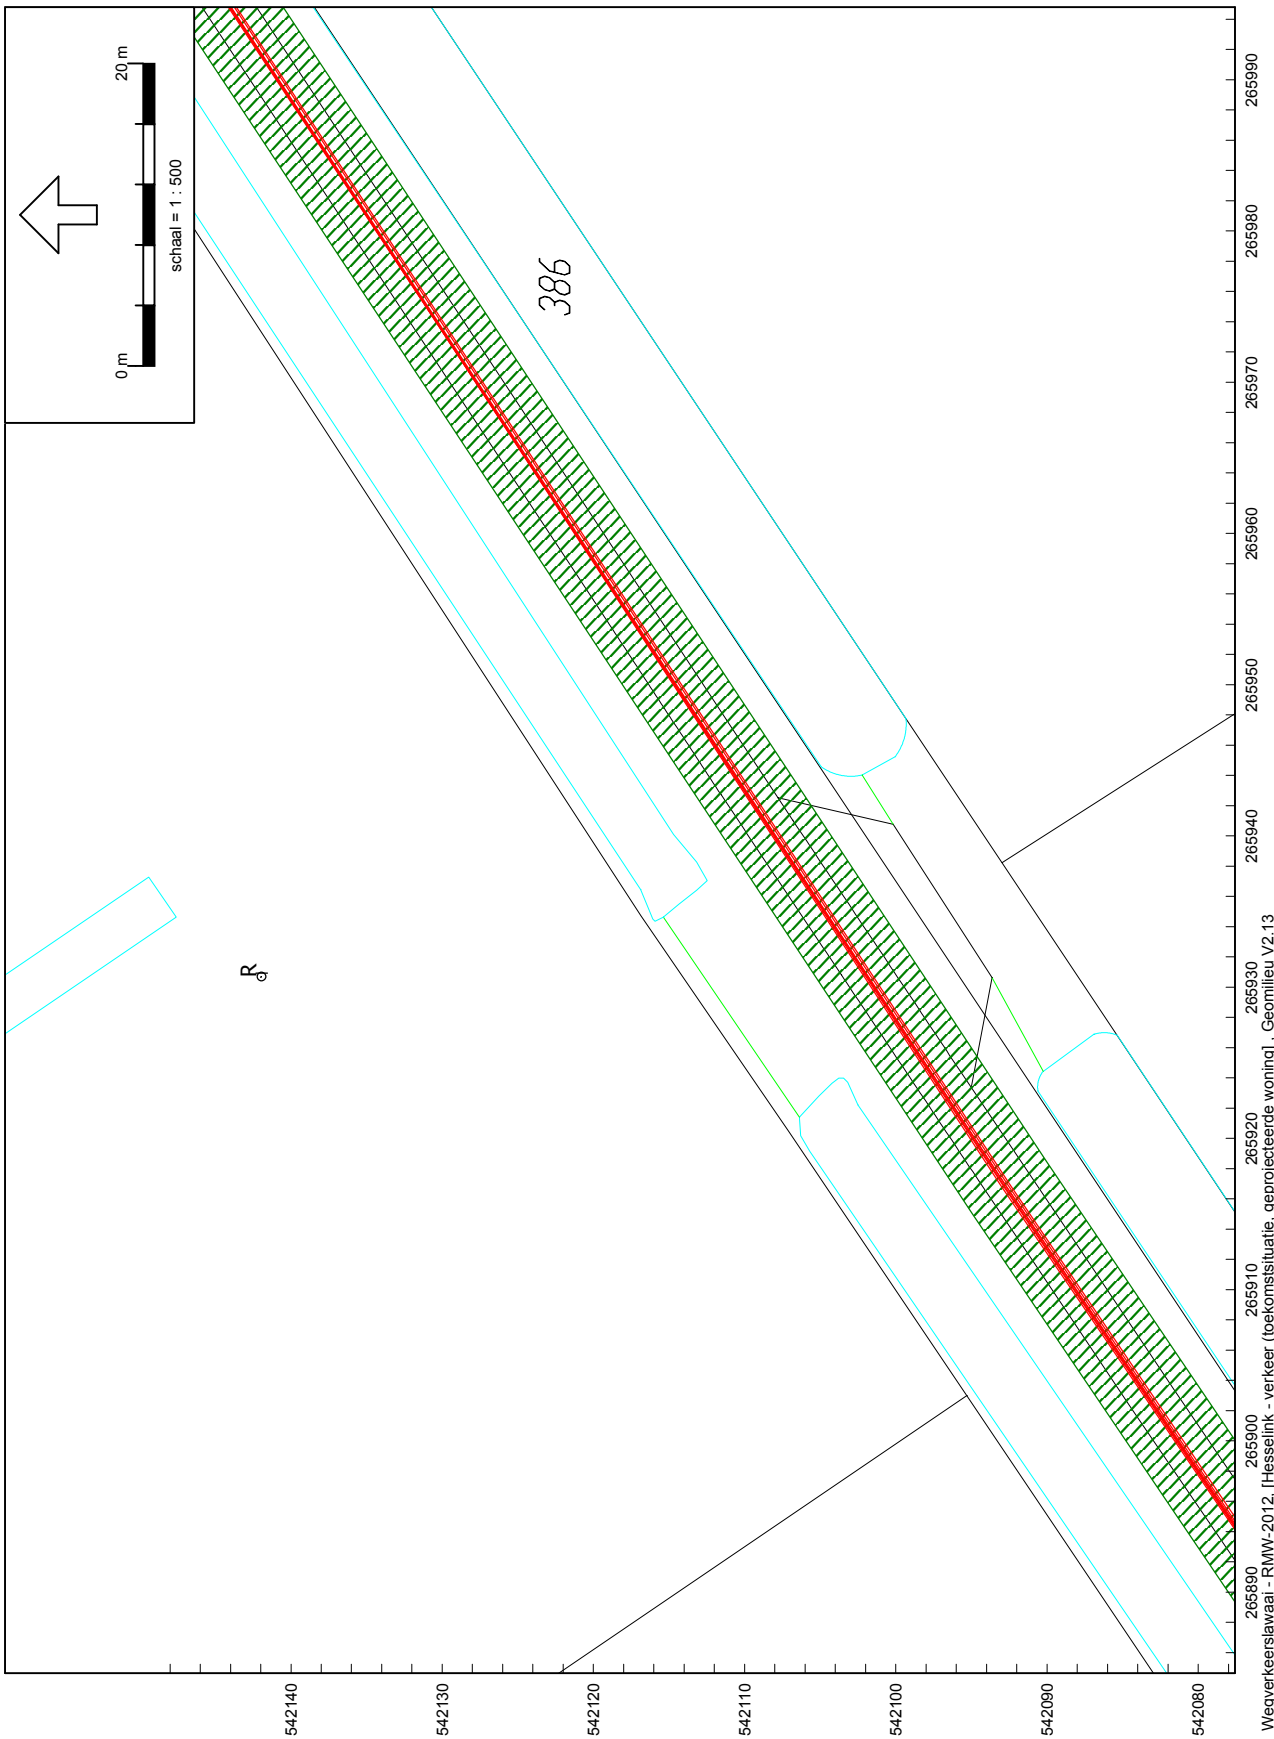 0 m 20 m
schaal = 1 : 500
386
R
542140
542130
542120
542110
542100
542090
542080
265890 265900 265910 265920 265930 265940 265950 265960 265970 265980 265990
Wegverkeerslawaai - RMW-2012, [Hesselink - verkeer (toekomstsituatie, geprojecteerde woning] , Geomilieu V2.13